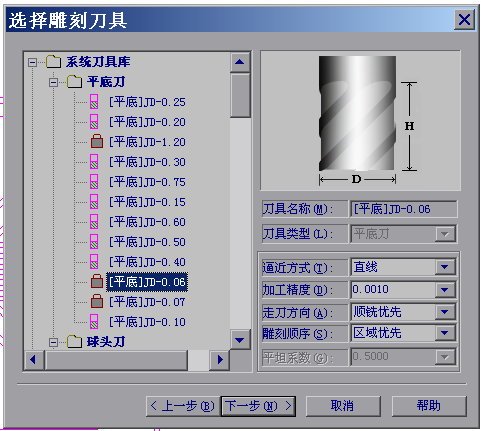 选择雕刻刀具
系统刀具库
平底刀
[平底]JD-0.25
[平底]JD-0.20
[平底]JD-1.20
[平底]JD-0.30
[平底]JD-0.75
[平底]JD-0.15
[平底]JD-0.60
[平底]JD-0.50
[平底]JD-0.40
[平底]JD-0.06
[平底]JD-0.07
[平底]JD-0.10
球头刀
H
D
刀具名称(M): [平底]JD-0.06
刀具类型(L): 平底刀
逼近方式(T): 直线
加工精度(D): 0.0010
走刀方向(A): 顺铣优先
雕刻顺序(S): 区域优先
平坦系数(G): 0.5000
< 上一步(B) 下一步(N) > 取消 帮助